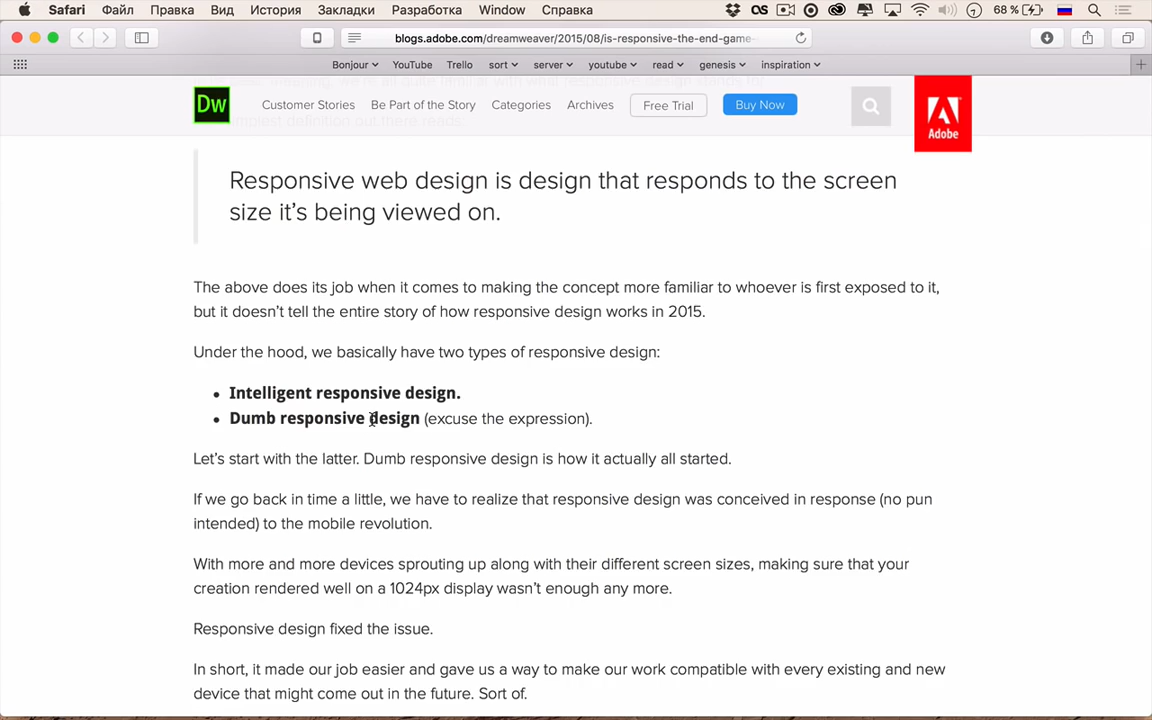 Safari Файл Правка Вид История Закладки Разработка Window Справка 68 %
blogs.adobe.com/dreamweaver/2015/08/is-responsive-the-end-game-
Bonjour YouTube Trello sort server youtube read genesis inspiration
Dw Customer Stories Be Part of the Story Categories Archives Free Trial Buy Now Adobe
Responsive web design is design that responds to the screen
size it’s being viewed on.
The above does its job when it comes to making the concept more familiar to whoever is first exposed to it,
but it doesn’t tell the entire story of how responsive design works in 2015.
Under the hood, we basically have two types of responsive design:
• Intelligent responsive design.
• Dumb responsive design (excuse the expression).
Let’s start with the latter. Dumb responsive design is how it actually all started.
If we go back in time a little, we have to realize that responsive design was conceived in response (no pun
intended) to the mobile revolution.
With more and more devices sprouting up along with their different screen sizes, making sure that your
creation rendered well on a 1024px display wasn’t enough any more.
Responsive design fixed the issue.
In short, it made our job easier and gave us a way to make our work compatible with every existing and new
device that might come out in the future. Sort of.